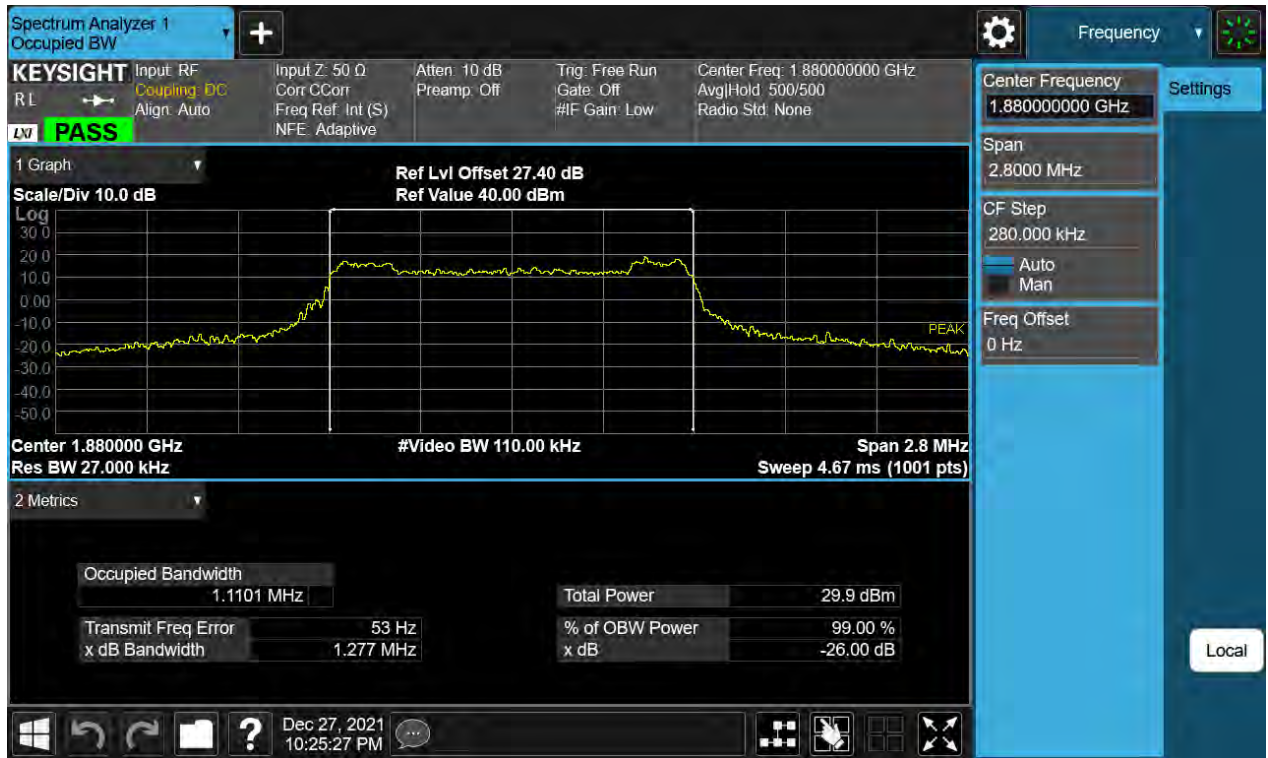 Spectrum Analyzer 1
Occupied BW
+
Frequency
KEYSIGHT
RL
LXI
PASS
Input: RF
Coupling: DC
Align: Auto
Input Z: 50 Ω
Corr CCorr
Freq Ref: Int (S)
NFE: Adaptive
Atten: 10 dB
Preamp: Off
Trig: Free Run
Gate: Off
#IF Gain: Low
Center Freq: 1.880000000 GHz
Avg|Hold: 500/500
Radio Std: None
1 Graph
Scale/Div 10.0 dB
Ref Lvl Offset 27.40 dB
Ref Value 40.00 dBm
Log
30.0
20.0
10.0
0.00
-10.0
-20.0
-30.0
-40.0
-50.0
PEAK
Center 1.880000 GHz
#Video BW 110.00 kHz
Span 2.8 MHz
Res BW 27.000 kHz
Sweep 4.67 ms (1001 pts)
2 Metrics
Occupied Bandwidth
1.1101 MHz
Transmit Freq Error 53 Hz
x dB Bandwidth 1.277 MHz
Total Power 29.9 dBm
% of OBW Power 99.00 %
x dB -26.00 dB
Center Frequency
1.880000000 GHz
Settings
Span
2.8000 MHz
CF Step
280.000 kHz
Auto
Man
Freq Offset
0 Hz
Local
?
Dec 27, 2021
10:25:27 PM